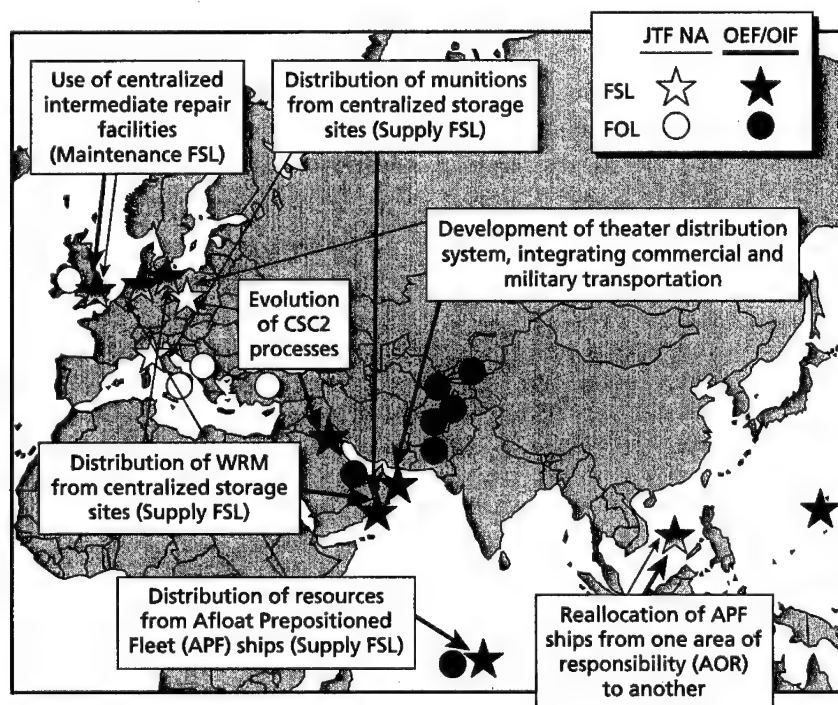 JTF NA OEF/OIF
FSL
FOL
Use of centralized
intermediate repair
facilities
(Maintenance FSL)
Distribution of munitions
from centralized storage
sites (Supply FSL)
Development of theater distribution
system, integrating commercial and
military transportation
Evolution
of CSC2
processes
Distribution of WRM
from centralized storage
sites (Supply FSL)
Distribution of resources
from Afloat Prepositioned
Fleet (APF) ships (Supply FSL)
Reallocation of APF
ships from one area of
responsibility (AOR)
to another